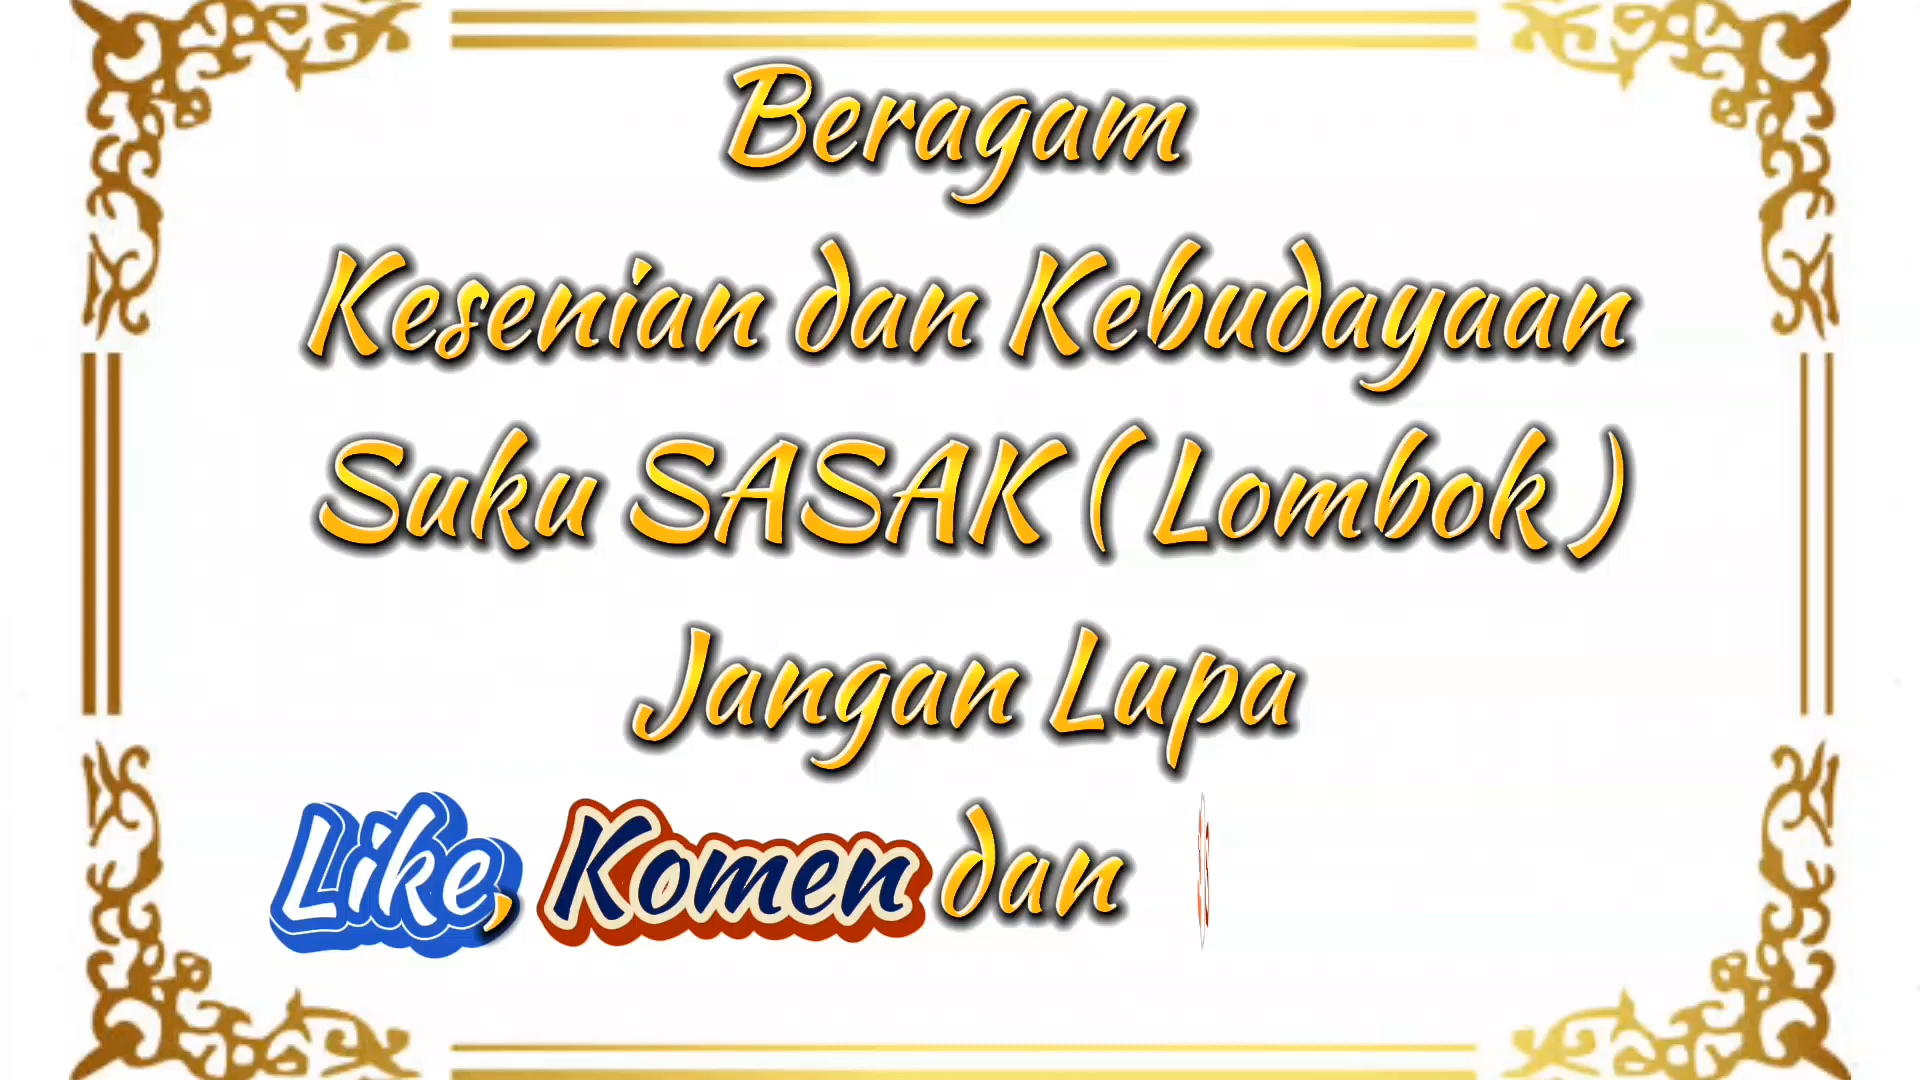 Beragam
Kesenian dan Kebudayaan
Suku SASAK ( Lombok )
Jangan Lupa
Like, Komen dan